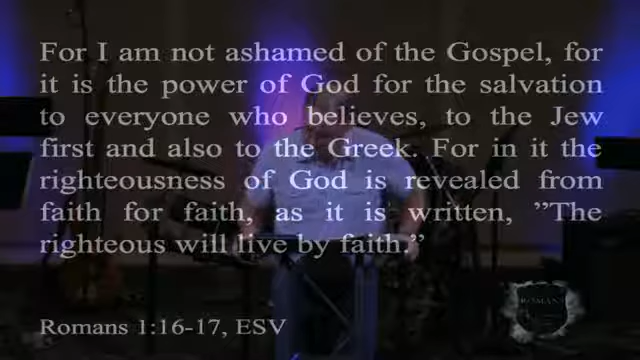 For I am not ashamed of the Gospel, for
it is the power of God for the salvation
to everyone who believes, to the Jew
first and also to the Greek. For in it the
righteousness of God is revealed from
faith for faith, as it is written, ”The
righteous will live by faith.”
Romans 1:16-17, ESV
ROMANS